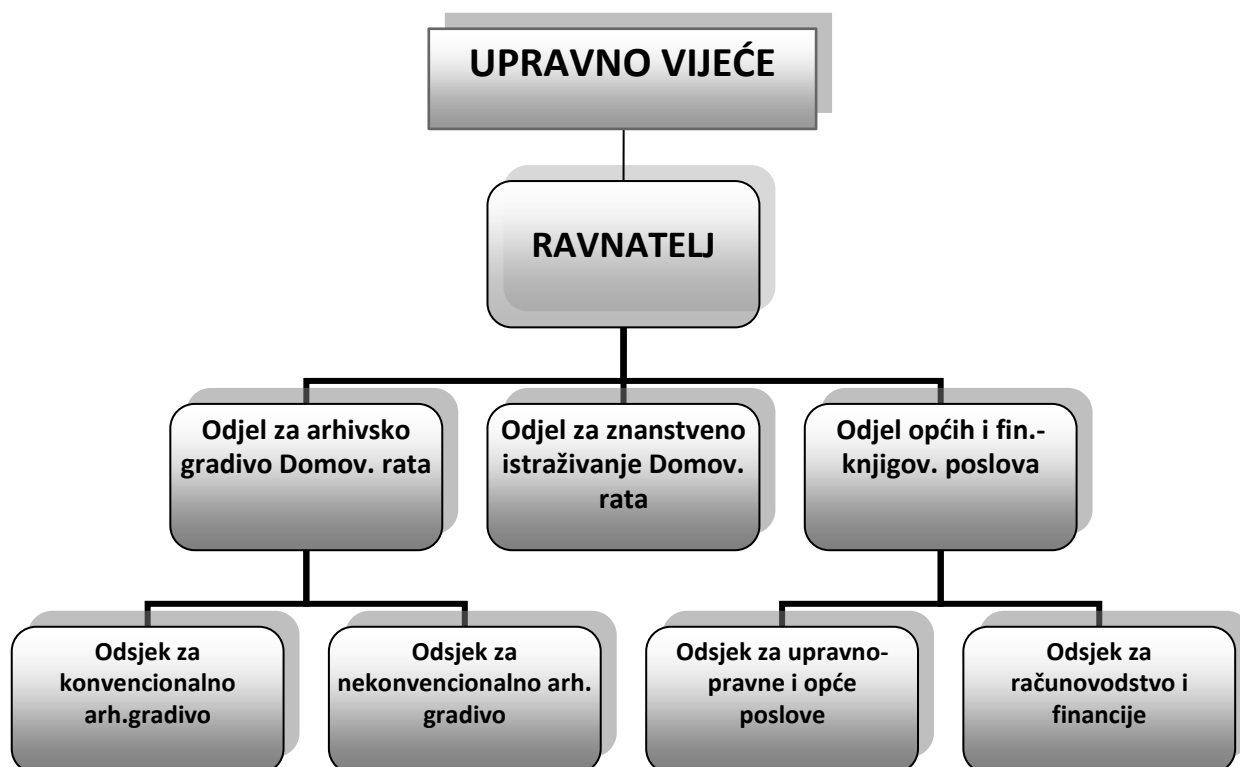 UPRAVNO VIJEĆE
RAVNATELJ
Odjel za arhivsko
gradivo Domov. rata
Odjel za znanstveno
istraživanje Domov.
rata
Odjel općih i fin.-
knjigov. poslova
Odsjek za
konvencionalno
arh.gradivo
Odsjek za
nekonvencionalno arh.
gradivo
Odsjek za upravno-
pravne i opće
poslove
Odsjek za
računovodstvo i
financije